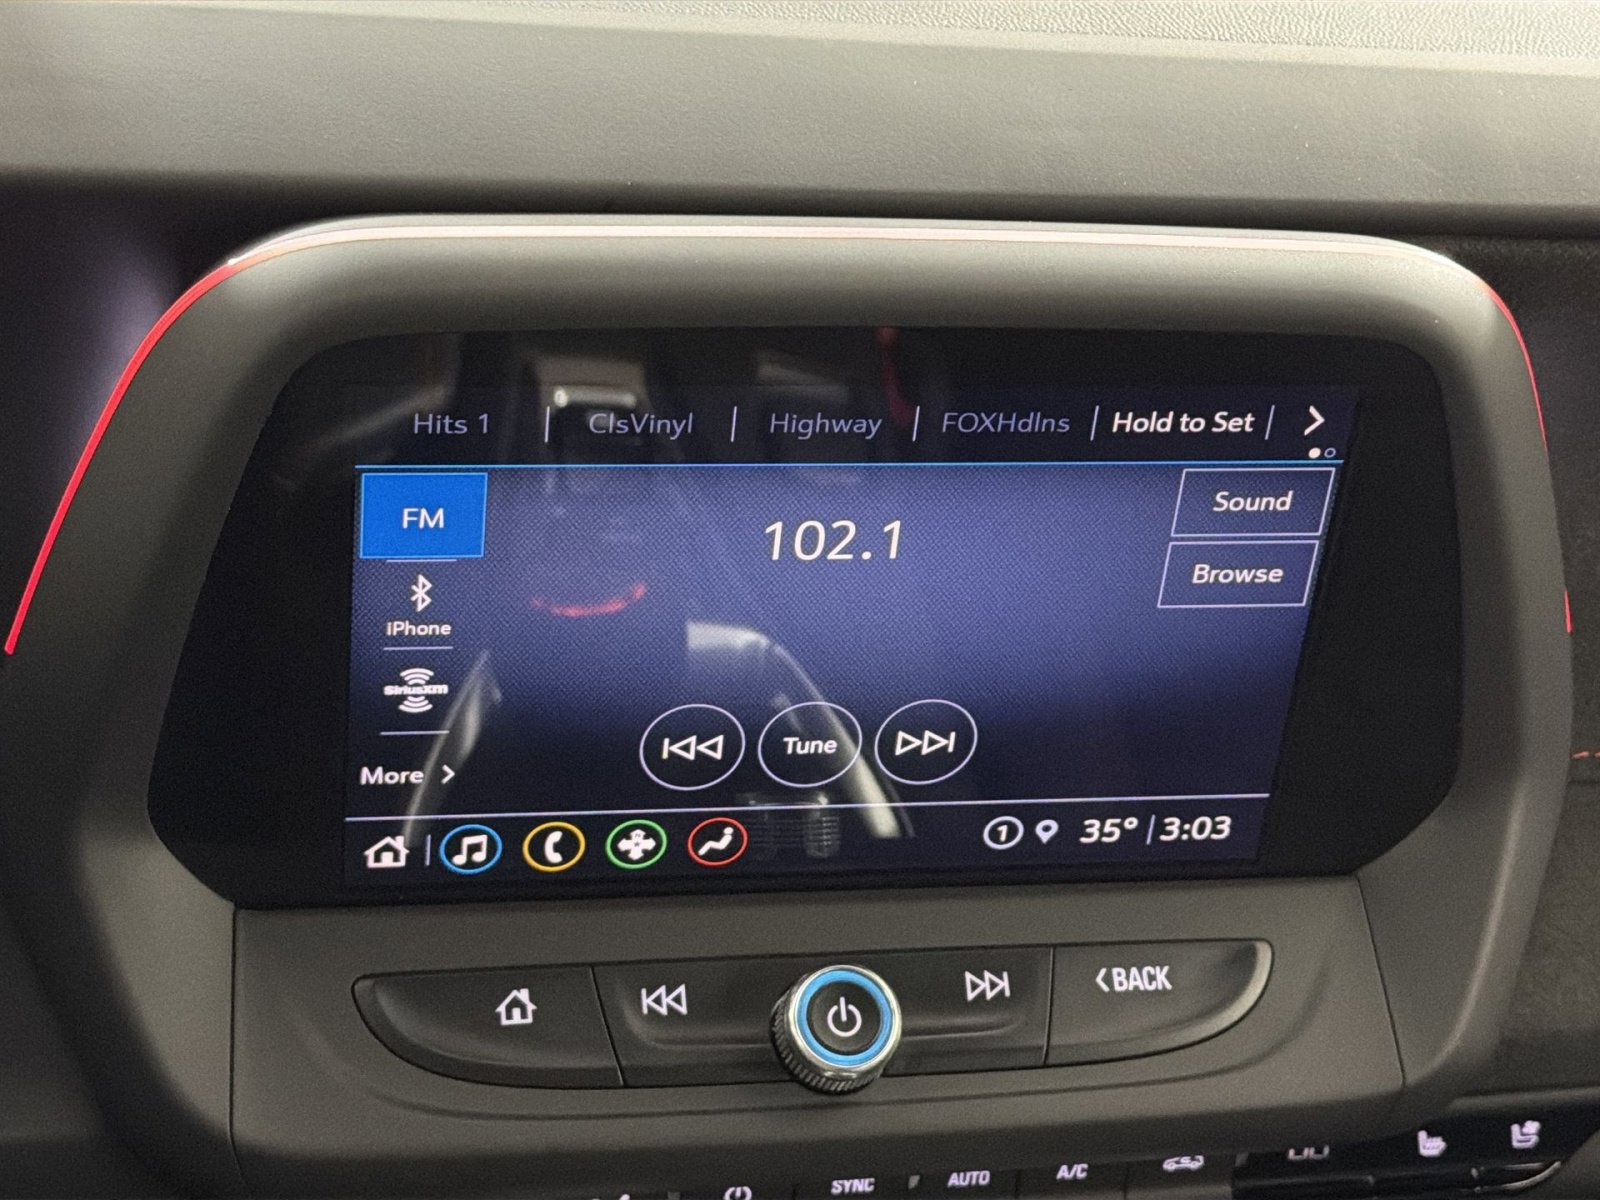 Hits 1 | ClsVinyl | Highway | FOXHdlns | Hold to Set |
FM
102.1
Sound
Browse
iPhone
SiriusXM
More
Tune
1 35° | 3:03
BACK
SYNC AUTO A/C